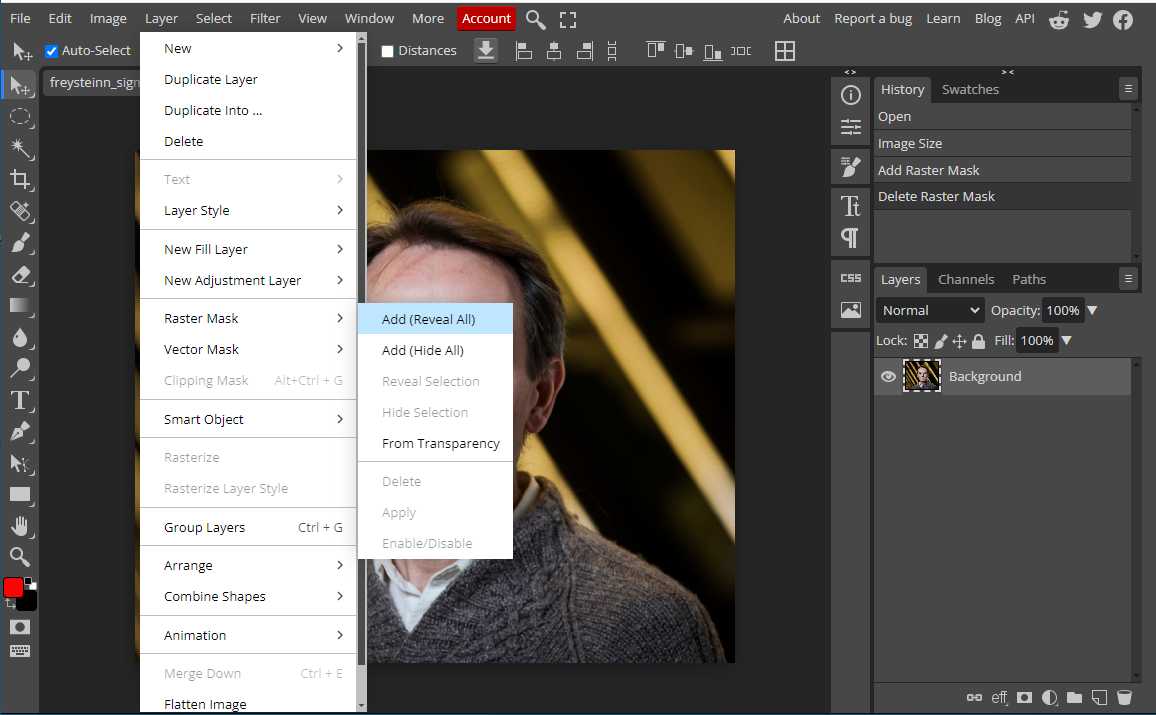 File Edit Image Layer Select Filter View Window More Account About Report a bug Learn Blog API
Auto-Select Distances
freysteinn_sigm
New
Duplicate Layer
Duplicate Into ...
Delete
Text
Layer Style
New Fill Layer
New Adjustment Layer
Raster Mask
Vector Mask
Clipping Mask Alt+Ctrl + G
Smart Object
Rasterize
Rasterize Layer Style
Group Layers Ctrl + G
Arrange
Combine Shapes
Animation
Merge Down Ctrl + E
Flatten Image
Add (Reveal All)
Add (Hide All)
Reveal Selection
Hide Selection
From Transparency
Delete
Apply
Enable/Disable
CSS
History Swatches
Open
Image Size
Add Raster Mask
Delete Raster Mask
Layers Channels Paths
Normal Opacity: 100%
Lock: Fill: 100%
Background
eff